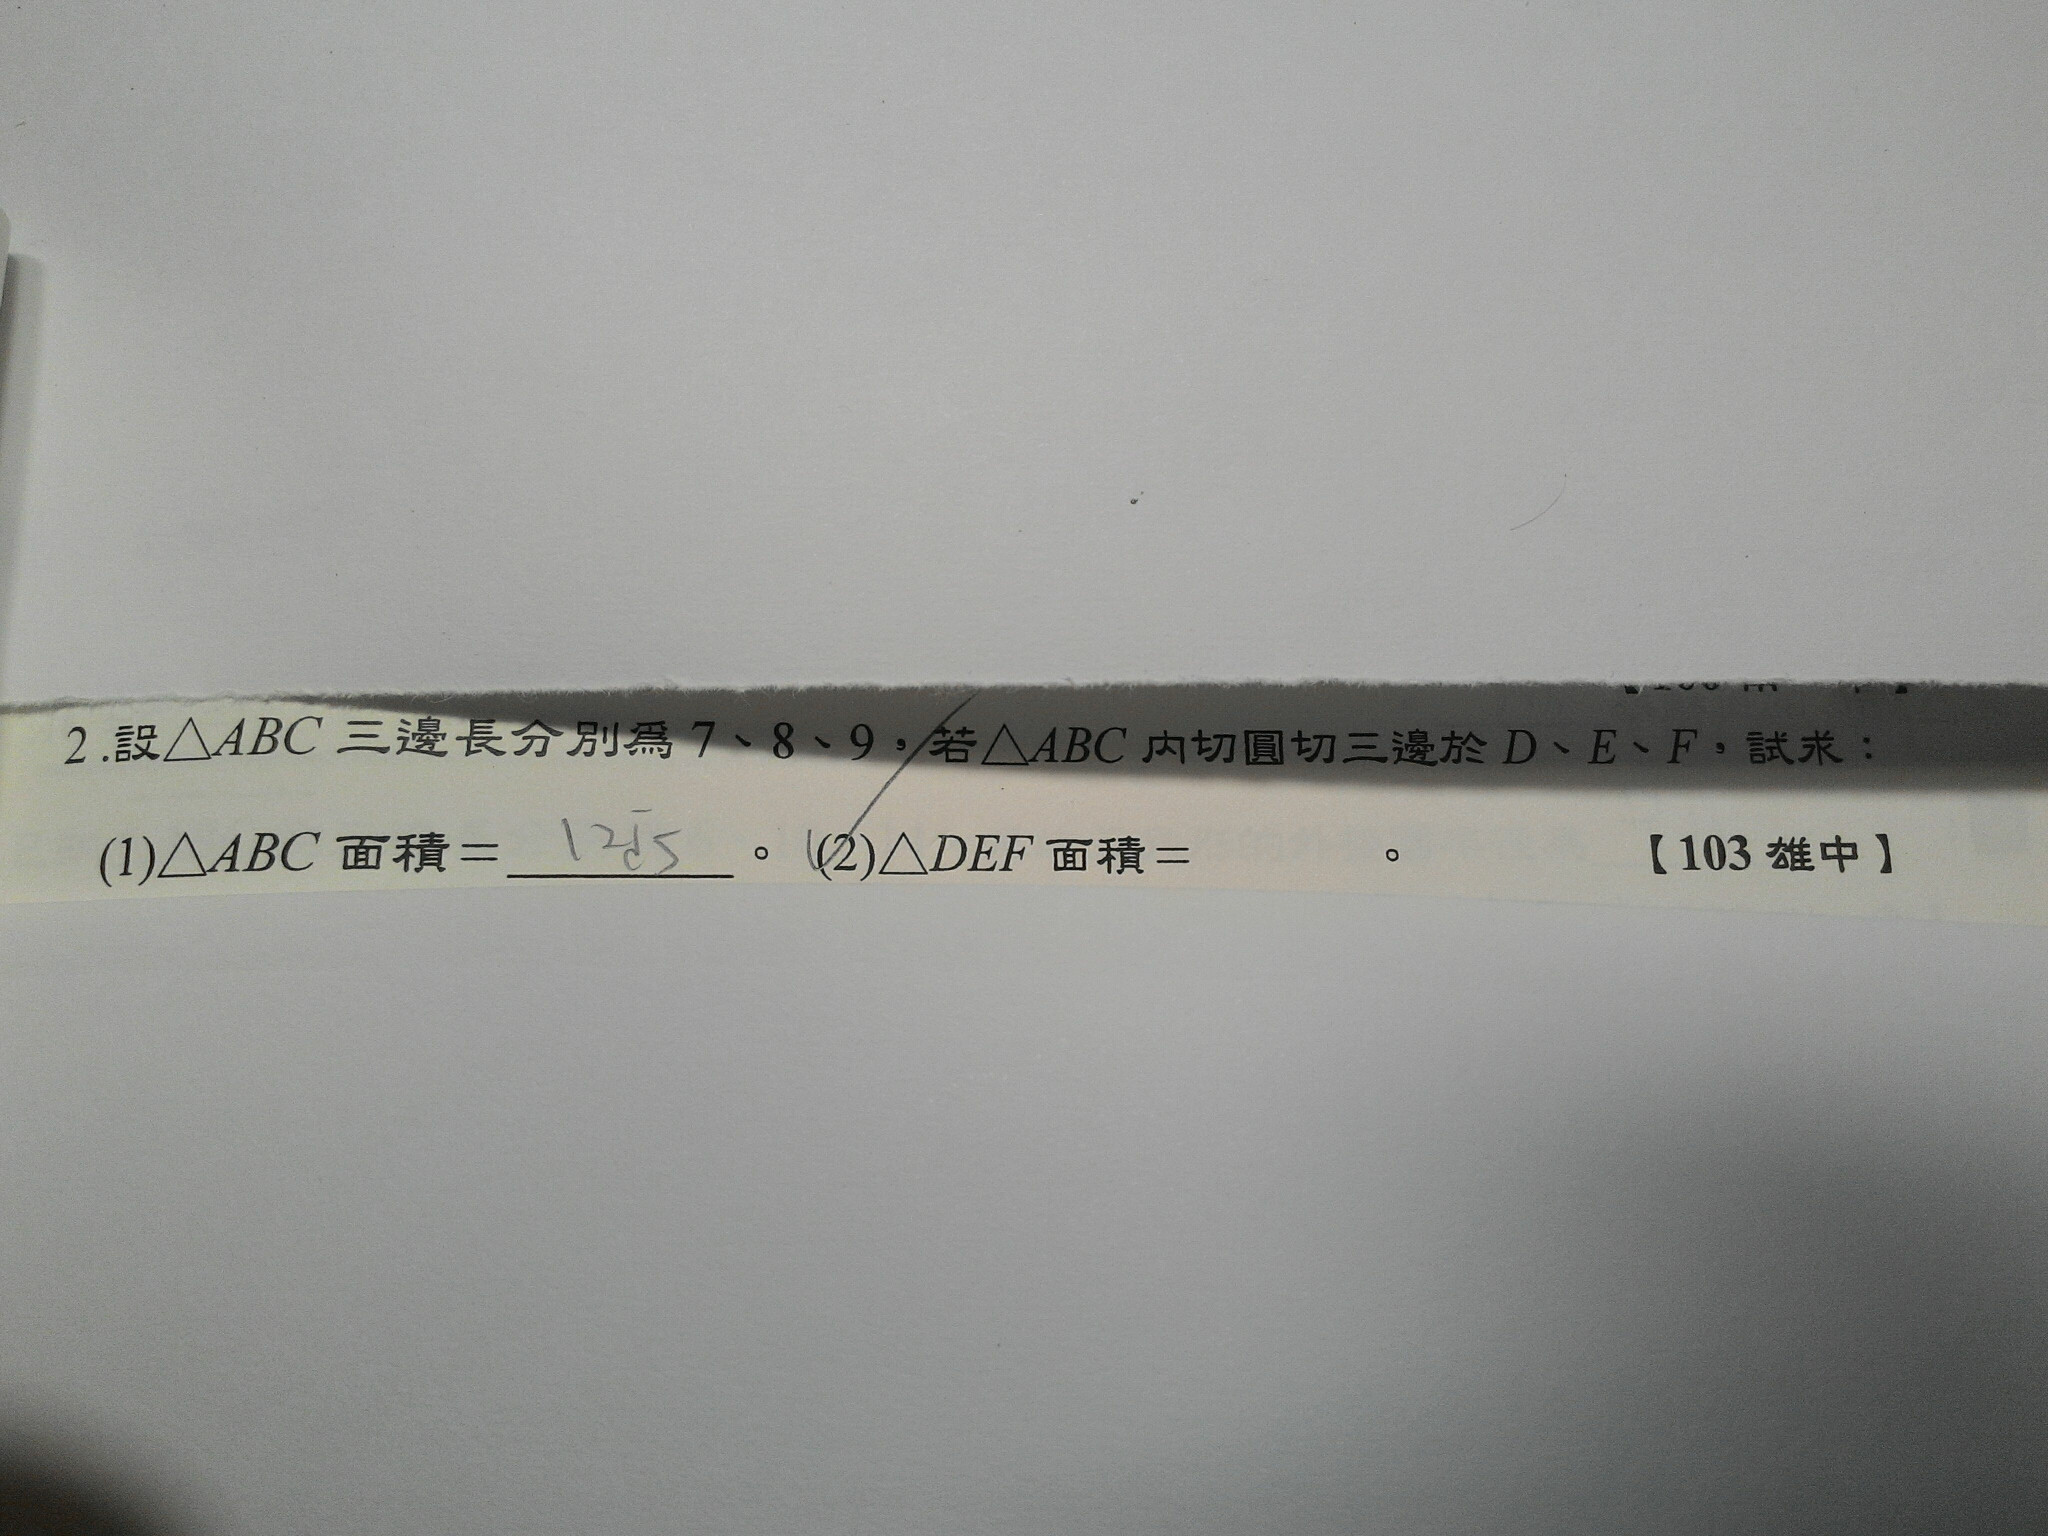 2.設△ABC 三邊長分別為 7、8、9，若△ABC 內切圓切三邊於 D、E、F，試求：
(1)△ABC 面積＝12√5。 (2)△DEF 面積＝ 。 【103 雄中】